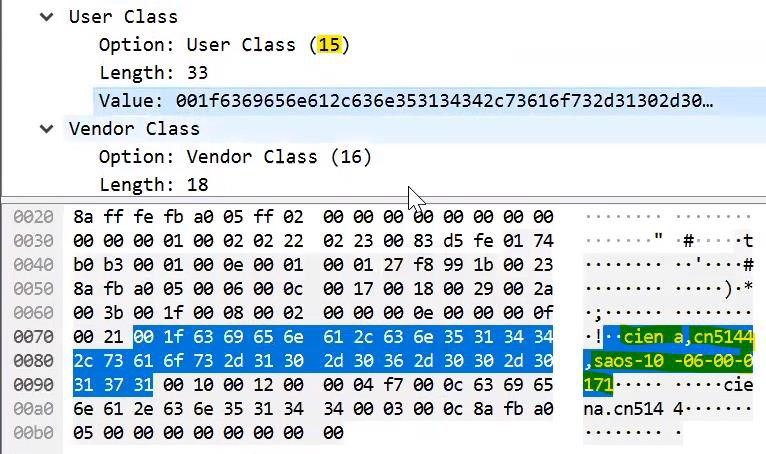 User Class
Option: User Class (15)
Length: 33
Value: 001f6369656e612c636e353134342c73616f732d31302d30…
Vendor Class
Option: Vendor Class (16)
Length: 18
0020 8a ff fe fb a0 05 ff 02 00 00 00 00 00 00 00 00 ········ ········
0030 00 00 00 01 00 02 02 22 02 23 00 83 d5 fe 01 74 ·······" ·#·····t
0040 b0 b3 00 01 00 0e 00 01 00 01 27 f8 99 1b 00 23 ········ ··'····#
0050 8a fb a0 05 00 06 00 0c 00 17 00 18 00 29 00 2a ········ ·····)·*
0060 00 3b 00 1f 00 08 00 02 00 00 00 0e 00 00 00 0f ·;······ ········
0070 00 21 00 1f 63 69 65 6e 61 2c 63 6e 35 31 34 34 ·!··cien a,cn5144
0080 2c 73 61 6f 73 2d 31 30 2d 30 36 2d 30 30 2d 30 ,saos-10 -06-00-0
0090 31 37 31 00 10 00 12 00 00 04 f7 00 0c 63 69 65 171····· ·····cie
00a0 6e 61 2e 63 6e 35 31 34 34 00 03 00 0c 8a fb a0 na.cn514 4·······
00b0 05 00 00 00 00 00 00 00 00 ········ ·